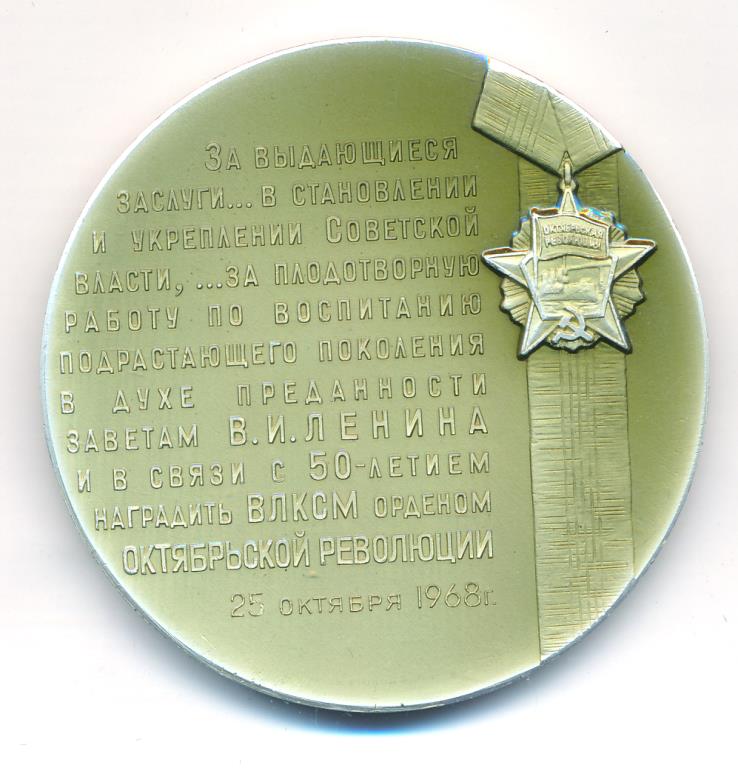 За выдающиеся
заслуги... в становлении
и укреплении Советской
власти, ...за плодотворную
работу по воспитанию
подрастающего поколения
в духе преданности
заветам В.И.ЛЕНИНА
и в связи с 50-летием
наградить ВЛКСМ орденом
ОКТЯБРЬСКОЙ РЕВОЛЮЦИИ
25 октября 1968г.
ОКТЯБРЬСКАЯ
РЕВОЛЮЦИЯ